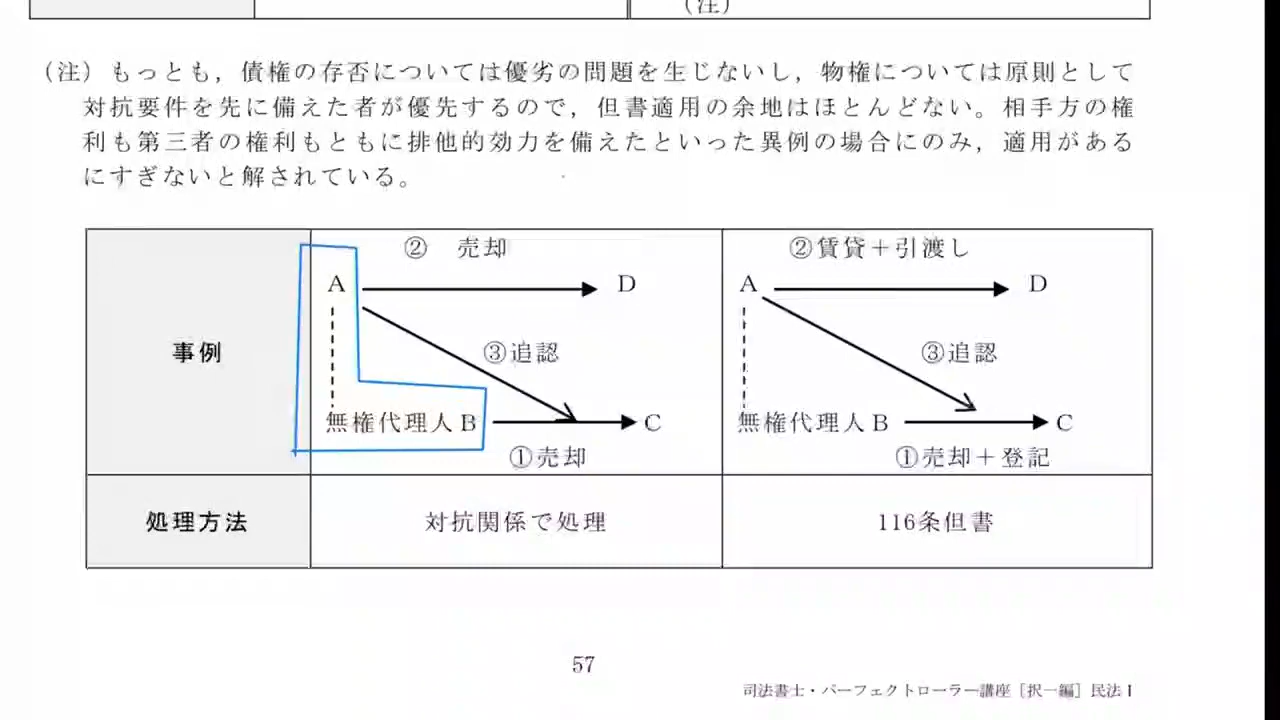 （注）
（注）もっとも，債権の存否については優劣の問題を生じないし，物権については原則として
対抗要件を先に備えた者が優先するので，但書適用の余地はほとんどない。相手方の権
利も第三者の権利もともに排他的効力を備えたといった異例の場合にのみ，適用がある
にすぎないと解されている。
事例
② 売却
A D
③追認
無権代理人B C
①売却
②賃貸＋引渡し
A D
③追認
無権代理人B C
①売却＋登記
処理方法
対抗関係で処理
116条但書
57
司法書士・パーフェクトローラー講座［択一編］民法Ⅰ